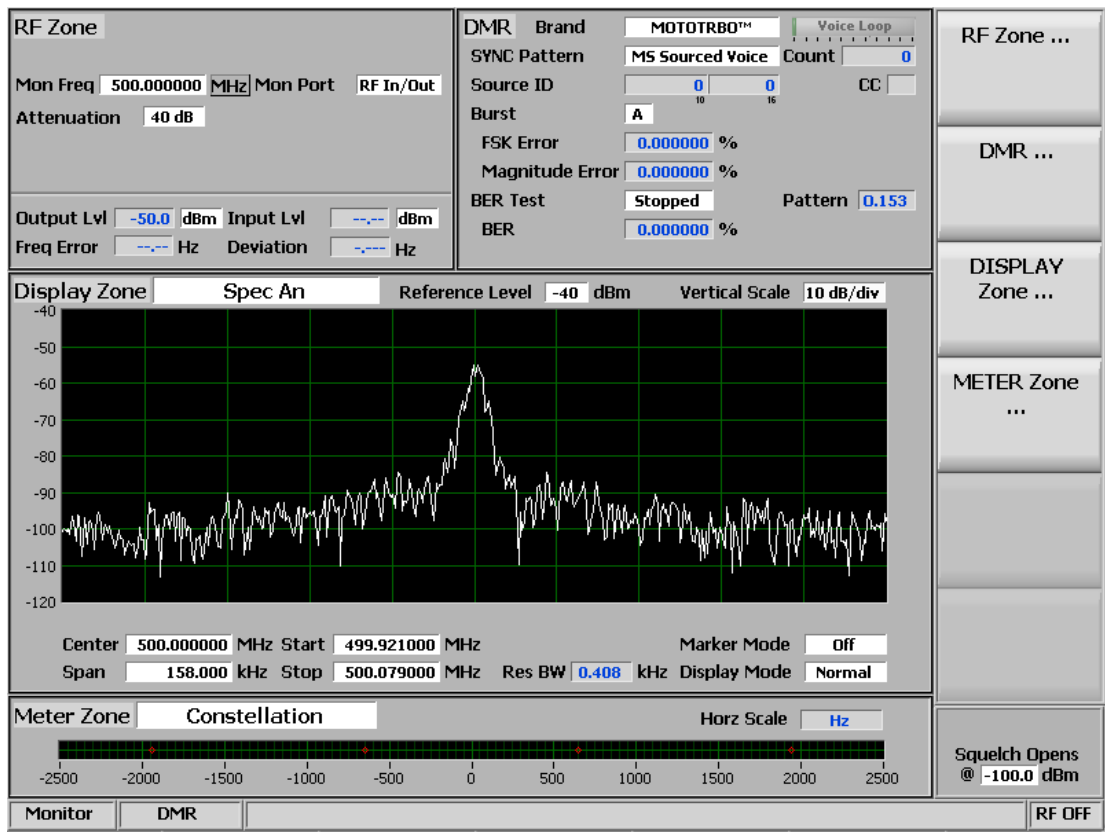 RF Zone
Mon Freq 500.000000 MHz Mon Port RF In/Out
Attenuation 40 dB
Output Lvl -50.0 dBm Input Lvl --.-- dBm
Freq Error --.-- Hz Deviation -.--- Hz
DMR Brand MOTOTRBO™ Voice Loop
SYNC Pattern MS Sourced Voice Count 0
Source ID 0 0 CC
10 16
Burst A
FSK Error 0.000000 %
Magnitude Error 0.000000 %
BER Test Stopped Pattern 0.153
BER 0.000000 %
RF Zone ...
DMR ...
DISPLAY
Zone ...
METER Zone
...
Display Zone Spec An Reference Level -40 dBm Vertical Scale 10 dB/div
-40
-50
-60
-70
-80
-90
-100
-110
-120
Center 500.000000 MHz Start 499.921000 MHz Marker Mode Off
Span 158.000 kHz Stop 500.079000 MHz Res BW 0.408 kHz Display Mode Normal
Meter Zone Constellation Horz Scale Hz
-2500 -2000 -1500 -1000 -500 0 500 1000 1500 2000 2500
Squelch Opens
@ -100.0 dBm
Monitor DMR RF OFF